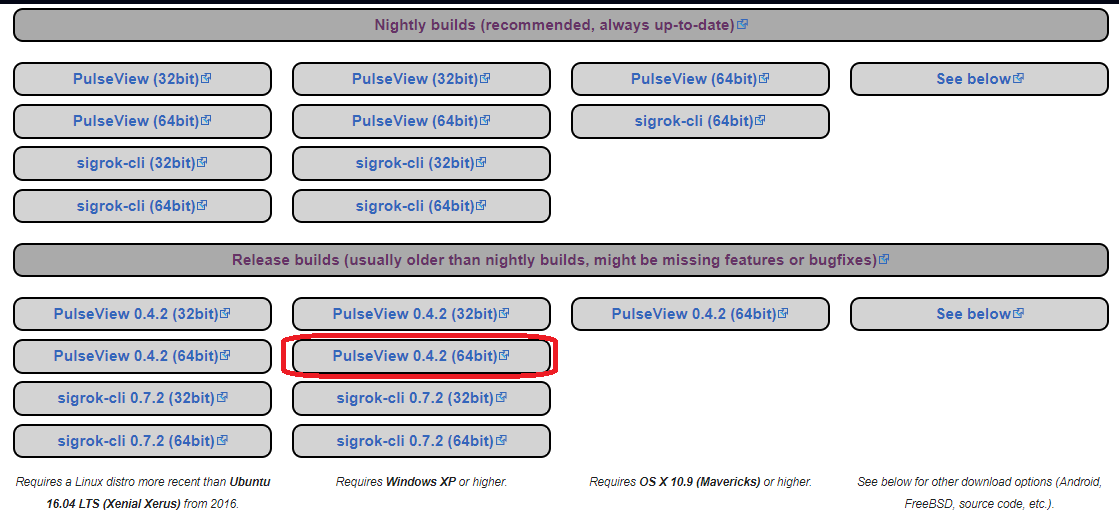 Nightly builds (recommended, always up-to-date)
PulseView (32bit)
PulseView (32bit)
PulseView (64bit)
See below
PulseView (64bit)
PulseView (64bit)
sigrok-cli (64bit)
sigrok-cli (32bit)
sigrok-cli (32bit)
sigrok-cli (64bit)
sigrok-cli (64bit)
Release builds (usually older than nightly builds, might be missing features or bugfixes)
PulseView 0.4.2 (32bit)
PulseView 0.4.2 (32bit)
PulseView 0.4.2 (64bit)
See below
PulseView 0.4.2 (64bit)
PulseView 0.4.2 (64bit)
sigrok-cli 0.7.2 (32bit)
sigrok-cli 0.7.2 (32bit)
sigrok-cli 0.7.2 (64bit)
sigrok-cli 0.7.2 (64bit)
Requires a Linux distro more recent than Ubuntu
16.04 LTS (Xenial Xerus) from 2016.
Requires Windows XP or higher.
Requires OS X 10.9 (Mavericks) or higher.
See below for other download options (Android,
FreeBSD, source code, etc.).